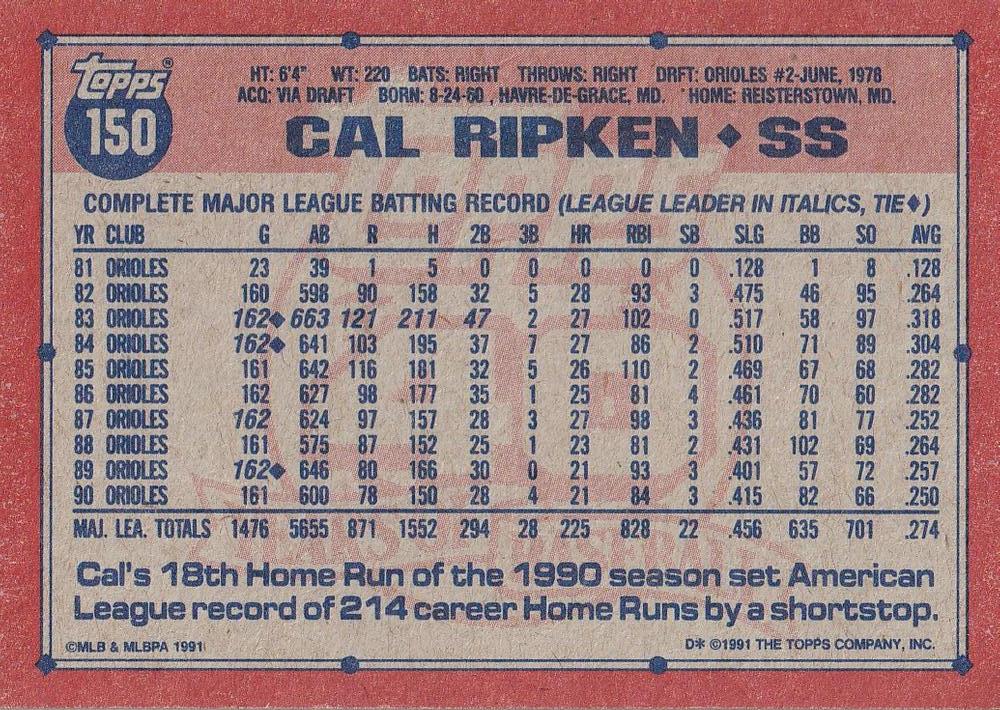 Topps®
150
HT: 6'4" WT: 220 BATS: RIGHT THROWS: RIGHT DRFT: ORIOLES #2-JUNE, 1978
ACQ: VIA DRAFT BORN: 8-24-60 , HAVRE-DE-GRACE, MD. HOME: REISTERSTOWN, MD.
CAL RIPKEN ♦ SS
COMPLETE MAJOR LEAGUE BATTING RECORD (LEAGUE LEADER IN ITALICS, TIE♦)
YR CLUB G AB R H 2B 3B HR RBI SB SLG BB SO AVG
81 ORIOLES 23 39 1 5 0 0 0 0 0 .128 1 8 .128
82 ORIOLES 160 598 90 158 32 5 28 93 3 .475 46 95 .264
83 ORIOLES 162♦ 663 121 211 47 2 27 102 0 .517 58 97 .318
84 ORIOLES 162♦ 641 103 195 37 7 27 86 2 .510 71 89 .304
85 ORIOLES 161 642 116 181 32 5 26 110 2 .469 67 68 .282
86 ORIOLES 162 627 98 177 35 1 25 81 4 .461 70 60 .282
87 ORIOLES 162 624 97 157 28 3 27 98 3 .436 81 77 .252
88 ORIOLES 161 575 87 152 25 1 23 81 2 .431 102 69 .264
89 ORIOLES 162♦ 646 80 166 30 0 21 93 3 .401 57 72 .257
90 ORIOLES 161 600 78 150 28 4 21 84 3 .415 82 66 .250
MAJ. LEA. TOTALS 1476 5655 871 1552 294 28 225 828 22 .456 635 701 .274
Cal's 18th Home Run of the 1990 season set American
League record of 214 career Home Runs by a shortstop.
©MLB & MLBPA 1991 D* ©1991 THE TOPPS COMPANY, INC.